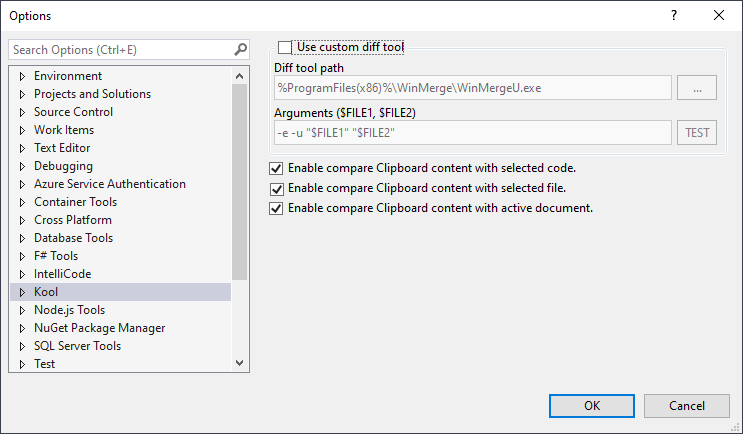 Options
?
Search Options (Ctrl+E)
Environment
Projects and Solutions
Source Control
Work Items
Text Editor
Debugging
Azure Service Authentication
Container Tools
Cross Platform
Database Tools
F# Tools
IntelliCode
Kool
Node.js Tools
NuGet Package Manager
SQL Server Tools
Test
Use custom diff tool
Diff tool path
%ProgramFiles(x86)%\WinMerge\WinMergeU.exe
...
Arguments ($FILE1, $FILE2)
-e -u "$FILE1" "$FILE2"
TEST
Enable compare Clipboard content with selected code.
Enable compare Clipboard content with selected file.
Enable compare Clipboard content with active document.
OK
Cancel